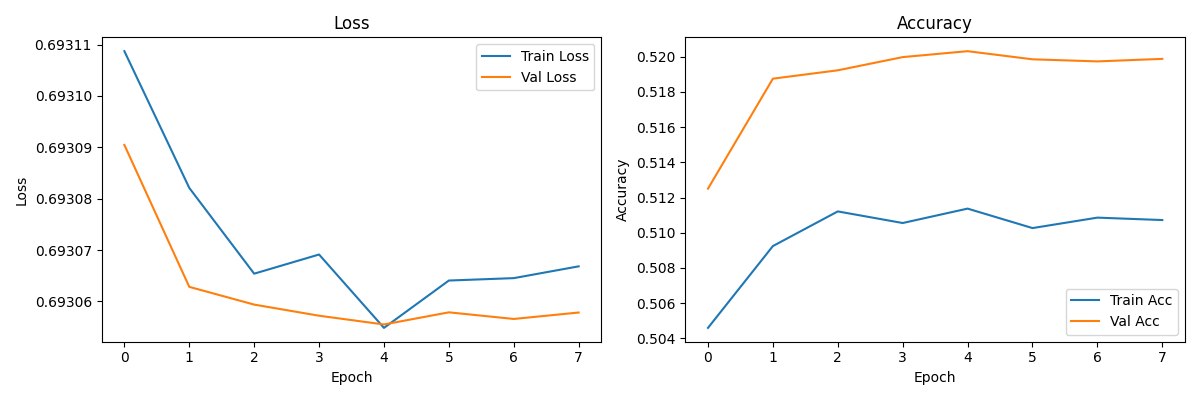 Loss
0.69311
0.69310
0.69309
0.69308
0.69307
0.69306
Loss
Train Loss
Val Loss
0 1 2 3 4 5 6 7
Epoch
Accuracy
0.520
0.518
0.516
0.514
0.512
0.510
0.508
0.506
0.504
Accuracy
Train Acc
Val Acc
0 1 2 3 4 5 6 7
Epoch